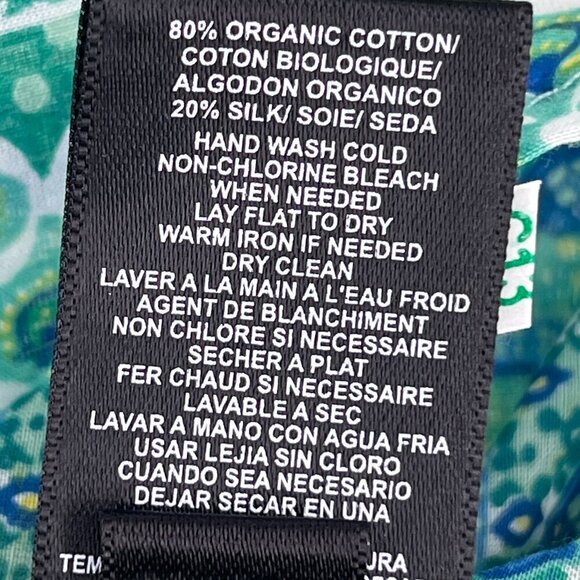 80% ORGANIC COTTON/
COTON BIOLOGIQUE/
ALGODON ORGANICO
20% SILK/ SOIE/ SEDA
HAND WASH COLD
NON-CHLORINE BLEACH
WHEN NEEDED
LAY FLAT TO DRY
WARM IRON IF NEEDED
DRY CLEAN
LAVER A LA MAIN A L'EAU FROID
AGENT DE BLANCHIMENT
NON CHLORE SI NECESSAIRE
SECHER A PLAT
FER CHAUD SI NECESSAIRE
LAVABLE A SEC
LAVAR A MANO CON AGUA FRIA
USAR LEJIA SIN CLORO
CUANDO SEA NECESARIO
DEJAR SECAR EN UNA